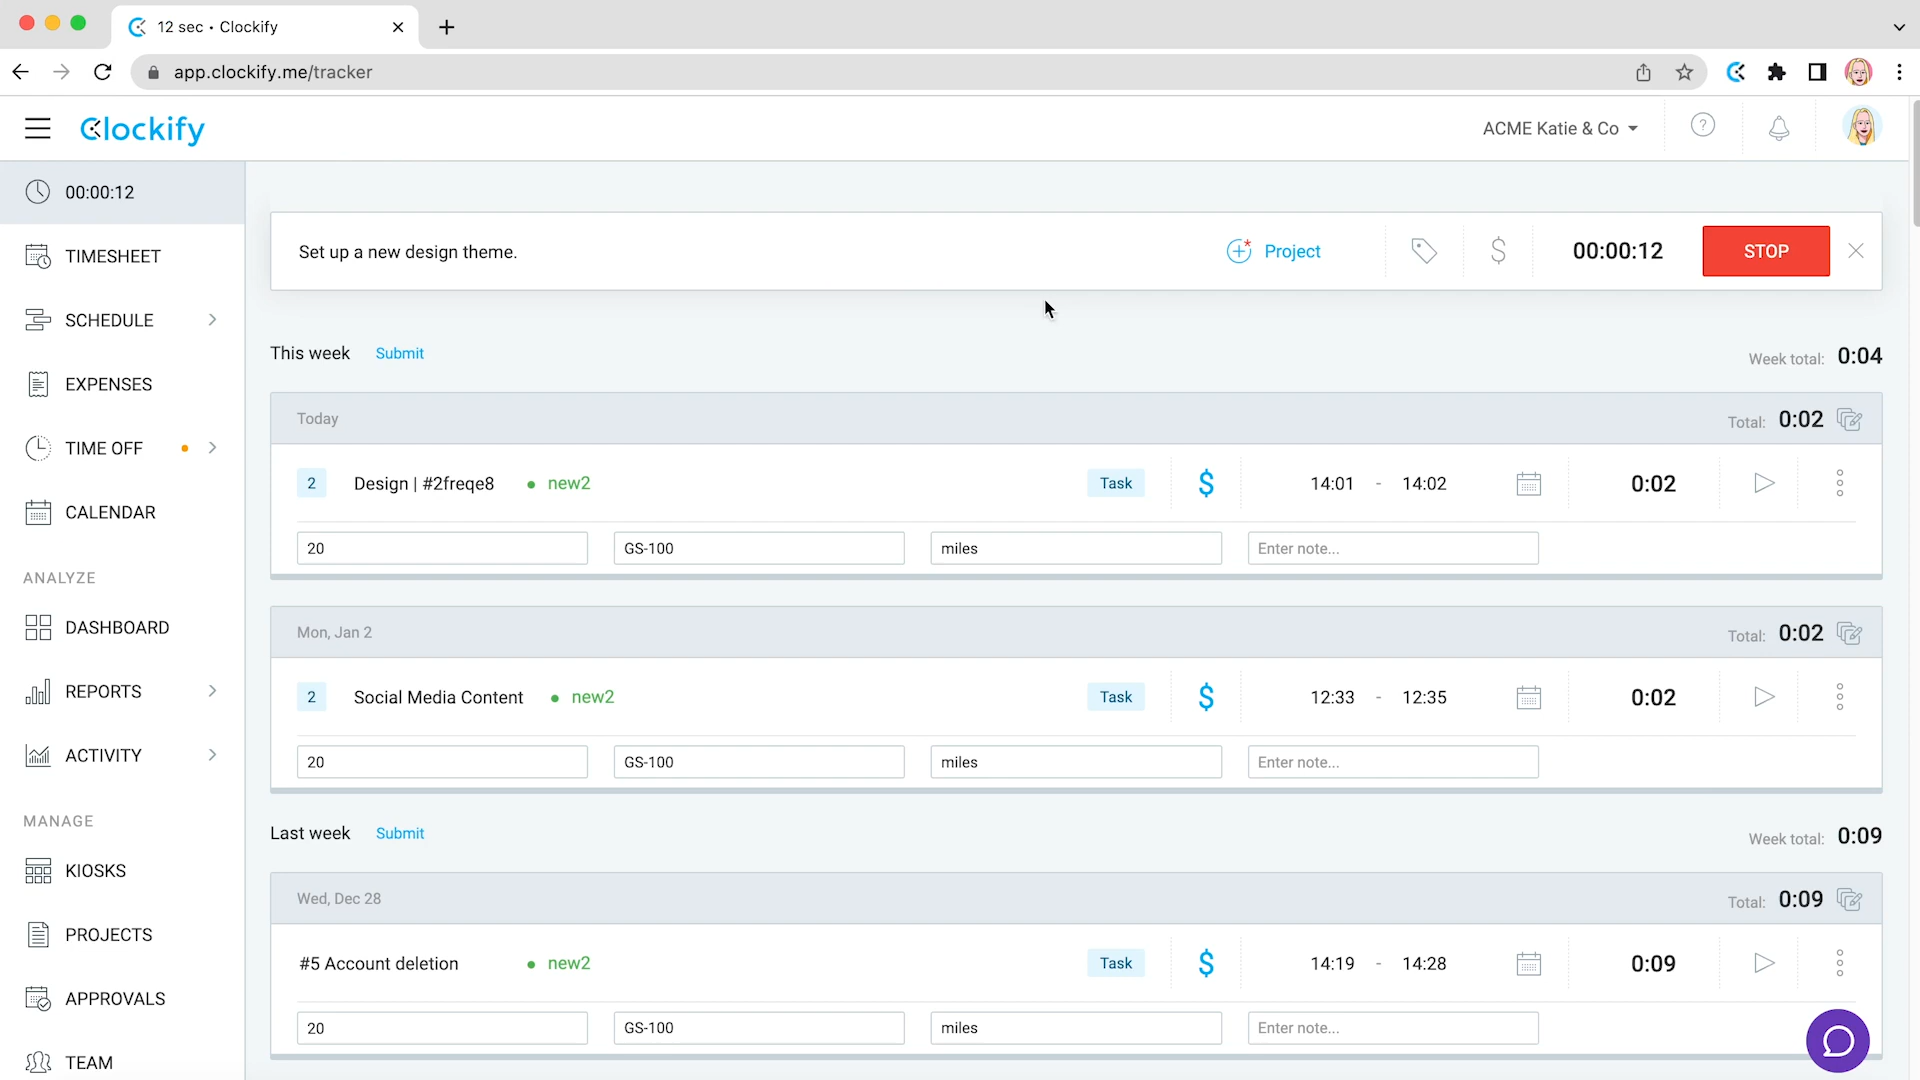 12 sec • Clockify
app.clockify.me/tracker
Clockify
ACME Katie & Co
?
00:00:12
TIMESHEET
SCHEDULE
EXPENSES
TIME OFF
CALENDAR
ANALYZE
DASHBOARD
REPORTS
ACTIVITY
MANAGE
KIOSKS
PROJECTS
APPROVALS
TEAM
Set up a new design theme. Project $ 00:00:12 STOP
This week Submit Week total: 0:04
Today Total: 0:02
2 Design | #2freqe8 • new2 Task $ 14:01 - 14:02 0:02
20 GS-100 miles Enter note...
Mon, Jan 2 Total: 0:02
2 Social Media Content • new2 Task $ 12:33 - 12:35 0:02
20 GS-100 miles Enter note...
Last week Submit Week total: 0:09
Wed, Dec 28 Total: 0:09
#5 Account deletion • new2 Task $ 14:19 - 14:28 0:09
20 GS-100 miles Enter note...